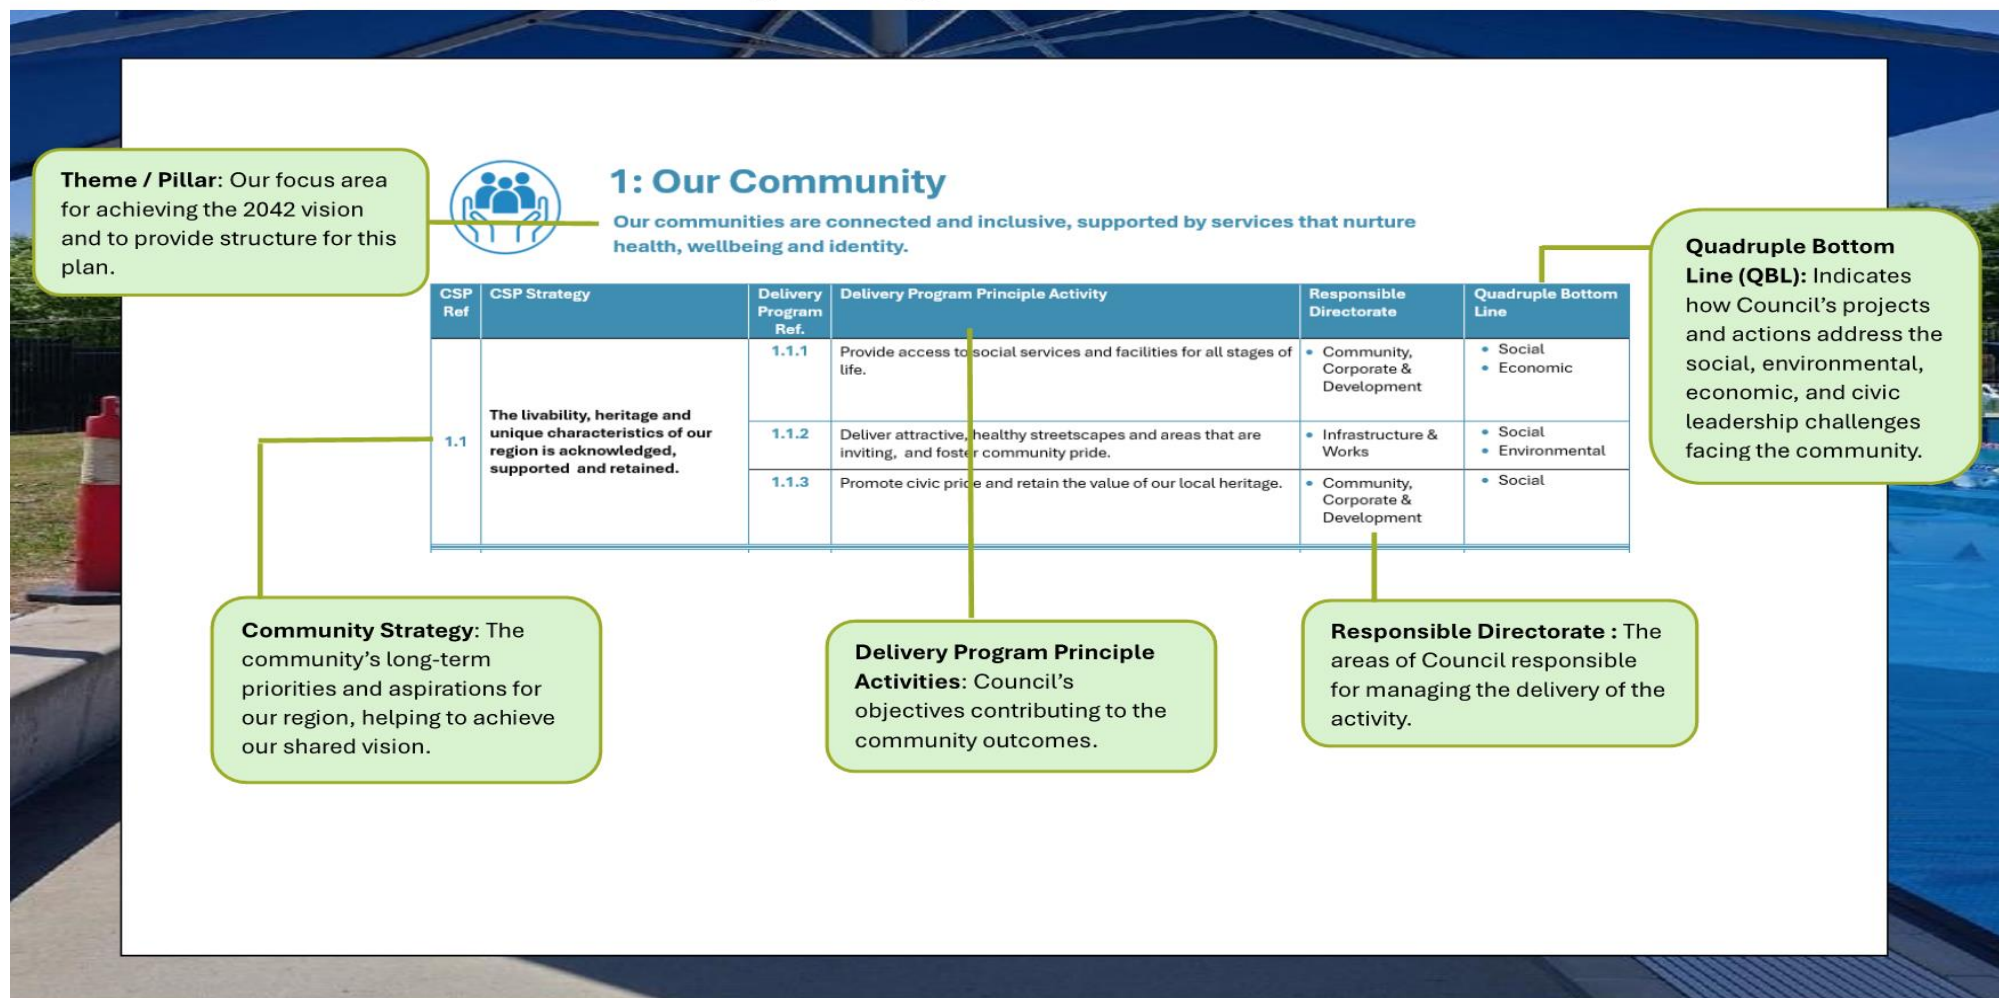 Theme / Pillar: Our focus area
for achieving the 2042 vision
and to provide structure for this
plan.
1: Our Community
Our communities are connected and inclusive, supported by services that nurture
health, wellbeing and identity.
Quadruple Bottom
Line (QBL): Indicates
how Council’s projects
and actions address the
social, environmental,
economic, and civic
leadership challenges
facing the community.
CSP
Ref
CSP Strategy
Delivery
Program
Ref.
Delivery Program Principle Activity
Responsible
Directorate
Quadruple Bottom
Line
1.1
The livability, heritage and
unique characteristics of our
region is acknowledged,
supported and retained.
1.1.1
Provide access to social services and facilities for all stages of
life.
• Community,
Corporate &
Development
• Social
• Economic
1.1.2
Deliver attractive, healthy streetscapes and areas that are
inviting, and foster community pride.
• Infrastructure &
Works
• Social
• Environmental
1.1.3
Promote civic pride and retain the value of our local heritage.
• Community,
Corporate &
Development
• Social
Community Strategy: The
community’s long-term
priorities and aspirations for
our region, helping to achieve
our shared vision.
Delivery Program Principle
Activities: Council’s
objectives contributing to the
community outcomes.
Responsible Directorate : The
areas of Council responsible
for managing the delivery of the
activity.